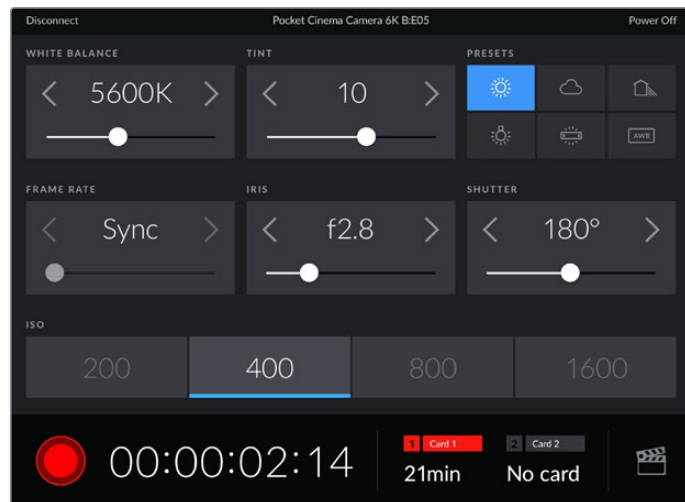 Disconnect Pocket Cinema Camera 6K B:E05 Power Off
WHITE BALANCE TINT PRESETS
5600K 10
AWB
FRAME RATE IRIS SHUTTER
Sync f2.8 180°
ISO
200 400 800 1600
1 Card 1 2 Card 2
00:00:02:14 21min No card